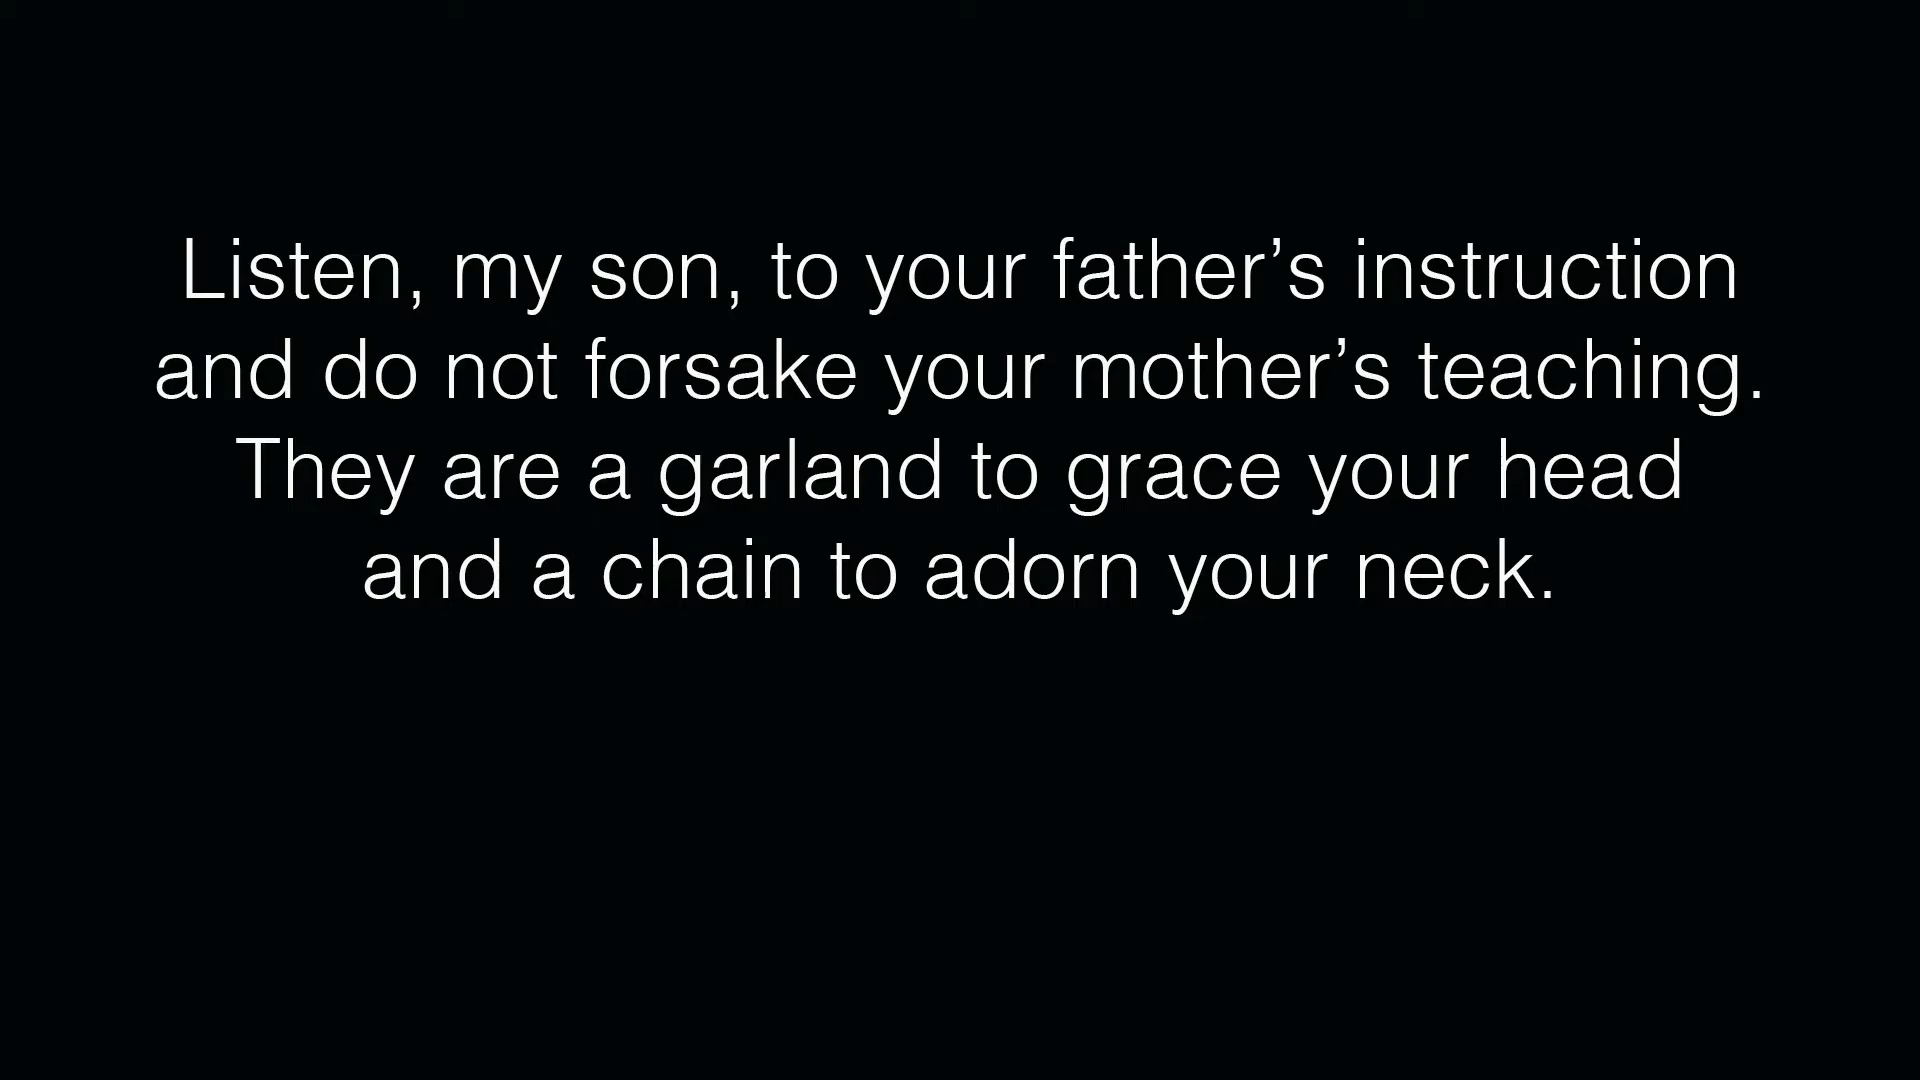 Listen, my son, to your father’s instruction
and do not forsake your mother’s teaching.
They are a garland to grace your head
and a chain to adorn your neck.